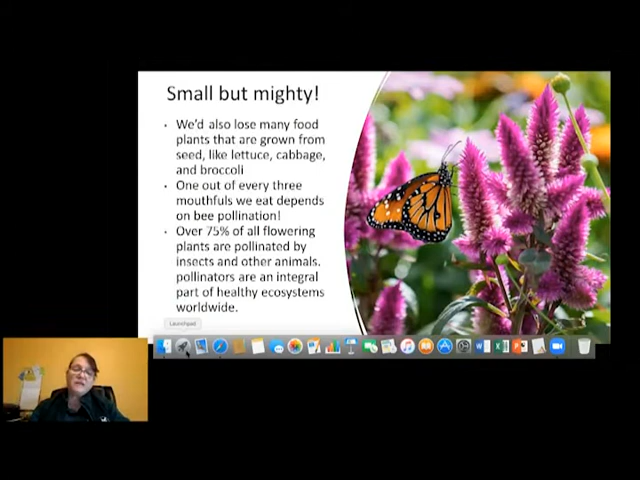 Small but mighty!
We'd also lose many food
plants that are grown from
seed, like lettuce, cabbage,
and broccoli
One out of every three
mouthfuls we eat depends
on bee pollination!
Over 75% of all flowering
plants are pollinated by
insects and other animals.
pollinators are an integral
part of healthy ecosystems
worldwide.
Launchpad